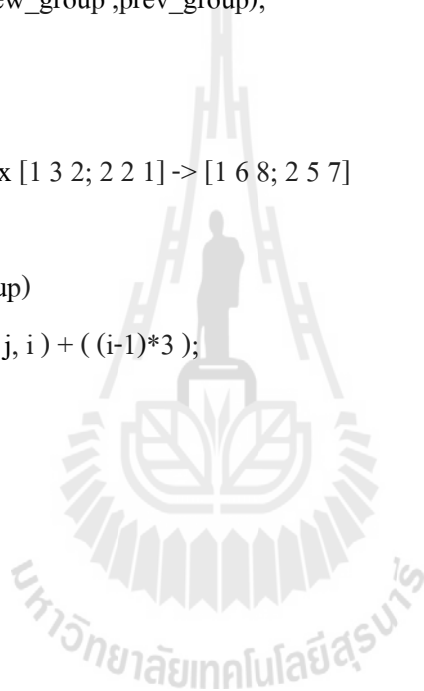 ew_group ,prev_group);
x [1 3 2; 2 2 1] -> [1 6 8; 2 5 7]
up)
j, i ) + ( (i-1)*3 );
มหาวิทยาลัยเทคโนโลยีสุรนารี